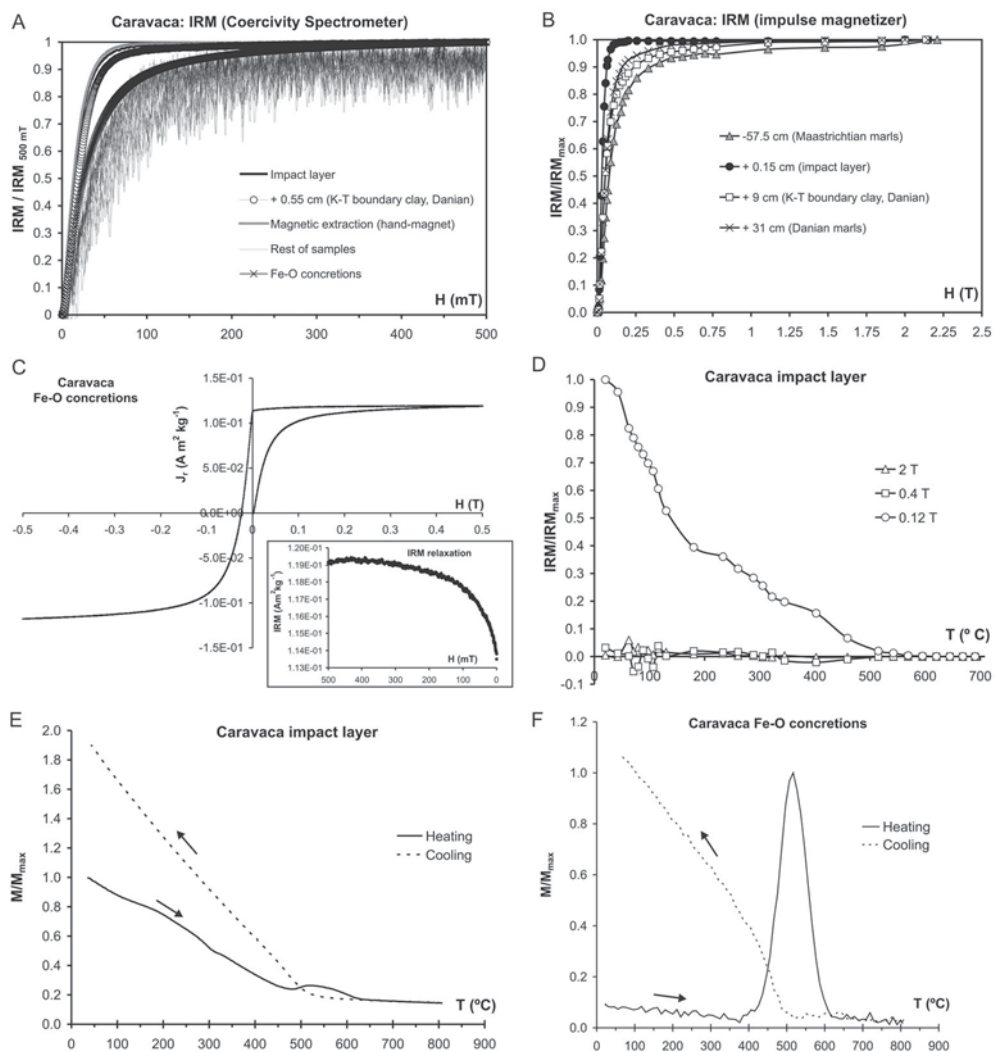 A
Caravaca: IRM (Coercivity Spectrometer)
IRM / IRM 500 mT
1
0.9
0.8
0.7
0.6
0.5
0.4
0.3
0.2
0.1
0
Impact layer
+ 0.55 cm (K-T boundary clay, Danian)
Magnetic extraction (hand-magnet)
Rest of samples
Fe-O concretions
H (mT)
0 100 200 300 400 500
B
Caravaca: IRM (impulse magnetizer)
IRM/IRMmax
1.0
0.9
0.8
0.7
0.6
0.5
0.4
0.3
0.2
0.1
0.0
-57.5 cm (Maastrichtian marls)
+ 0.15 cm (impact layer)
+ 9 cm (K-T boundary clay, Danian)
+ 31 cm (Danian marls)
H (T)
0 0.25 0.5 0.75 1 1.25 1.5 1.75 2 2.25 2.5
C
Caravaca
Fe-O concretions
Jr (A m2 kg-1)
1.5E-01
1.0E-01
5.0E-02
0.0E+00
-5.0E-02
-1.0E-01
-1.5E-01
H (T)
-0.5 -0.4 -0.3 -0.2 -0.1 0 0.1 0.2 0.3 0.4 0.5
IRM relaxation
IRM (Am2kg-1)
1.20E-01
1.19E-01
1.18E-01
1.17E-01
1.16E-01
1.15E-01
1.14E-01
1.13E-01
H (mT)
500 400 300 200 100 0
D
Caravaca impact layer
IRM/IRMmax
1.0
0.9
0.8
0.7
0.6
0.5
0.4
0.3
0.2
0.1
0.0
-0.1
2 T
0.4 T
0.12 T
T (º C)
0 100 200 300 400 500 600 700
E
Caravaca impact layer
M/Mmax
2.0
1.8
1.6
1.4
1.2
1.0
0.8
0.6
0.4
0.2
0.0
Heating
Cooling
T (ºC)
0 100 200 300 400 500 600 700 800 900
F
Caravaca Fe-O concretions
M/Mmax
1.2
1.0
0.8
0.6
0.4
0.2
0.0
Heating
Cooling
T (ºC)
0 100 200 300 400 500 600 700 800 900